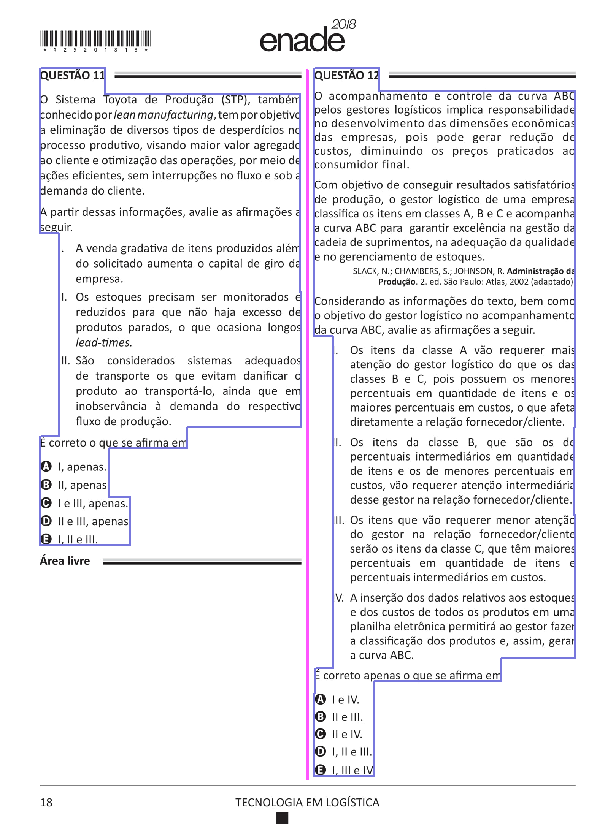 *R2920181818*
enade2018
QUESTÃO 11
O Sistema Toyota de Produção (STP), também
conhecido por lean manufacturing, tem por objetivo
a eliminação de diversos tipos de desperdícios no
processo produtivo, visando maior valor agregado
ao cliente e otimização das operações, por meio de
ações eficientes, sem interrupções no fluxo e sob a
demanda do cliente.
A partir dessas informações, avalie as afirmações a
seguir.
I. A venda gradativa de itens produzidos além
do solicitado aumenta o capital de giro da
empresa.
II. Os estoques precisam ser monitorados e
reduzidos para que não haja excesso de
produtos parados, o que ocasiona longos
lead-times.
III. São considerados sistemas adequados
de transporte os que evitam danificar o
produto ao transportá-lo, ainda que em
inobservância à demanda do respectivo
fluxo de produção.
É correto o que se afirma em
A I, apenas.
B II, apenas
C I e III, apenas.
D II e III, apenas
E I, II e III.
Área livre
QUESTÃO 12
O acompanhamento e controle da curva ABC
pelos gestores logísticos implica responsabilidade
no desenvolvimento das dimensões econômicas
das empresas, pois pode gerar redução de
custos, diminuindo os preços praticados ao
consumidor final.
Com objetivo de conseguir resultados satisfatórios
de produção, o gestor logístico de uma empresa
classifica os itens em classes A, B e C e acompanha
a curva ABC para garantir excelência na gestão da
cadeia de suprimentos, na adequação da qualidade
e no gerenciamento de estoques.
SLACK, N.; CHAMBERS, S.; JOHNSON, R. Administração da
Produção. 2. ed. São Paulo: Atlas, 2002 (adaptado)
Considerando as informações do texto, bem como
o objetivo do gestor logístico no acompanhamento
da curva ABC, avalie as afirmações a seguir.
I. Os itens da classe A vão requerer mais
atenção do gestor logístico do que os das
classes B e C, pois possuem os menores
percentuais em quantidade de itens e os
maiores percentuais em custos, o que afeta
diretamente a relação fornecedor/cliente.
II. Os itens da classe B, que são os de
percentuais intermediários em quantidade
de itens e os de menores percentuais em
custos, vão requerer atenção intermediária
desse gestor na relação fornecedor/cliente.
III. Os itens que vão requerer menor atenção
do gestor na relação fornecedor/cliente
serão os itens da classe C, que têm maiores
percentuais em quantidade de itens e
percentuais intermediários em custos.
IV. A inserção dos dados relativos aos estoques
e dos custos de todos os produtos em uma
planilha eletrônica permitirá ao gestor fazer
a classificação dos produtos e, assim, gerar
a curva ABC.
É correto apenas o que se afirma em
A I e IV.
B II e III.
C II e IV.
D I, II e III.
E I, III e IV
18
TECNOLOGIA EM LOGÍSTICA